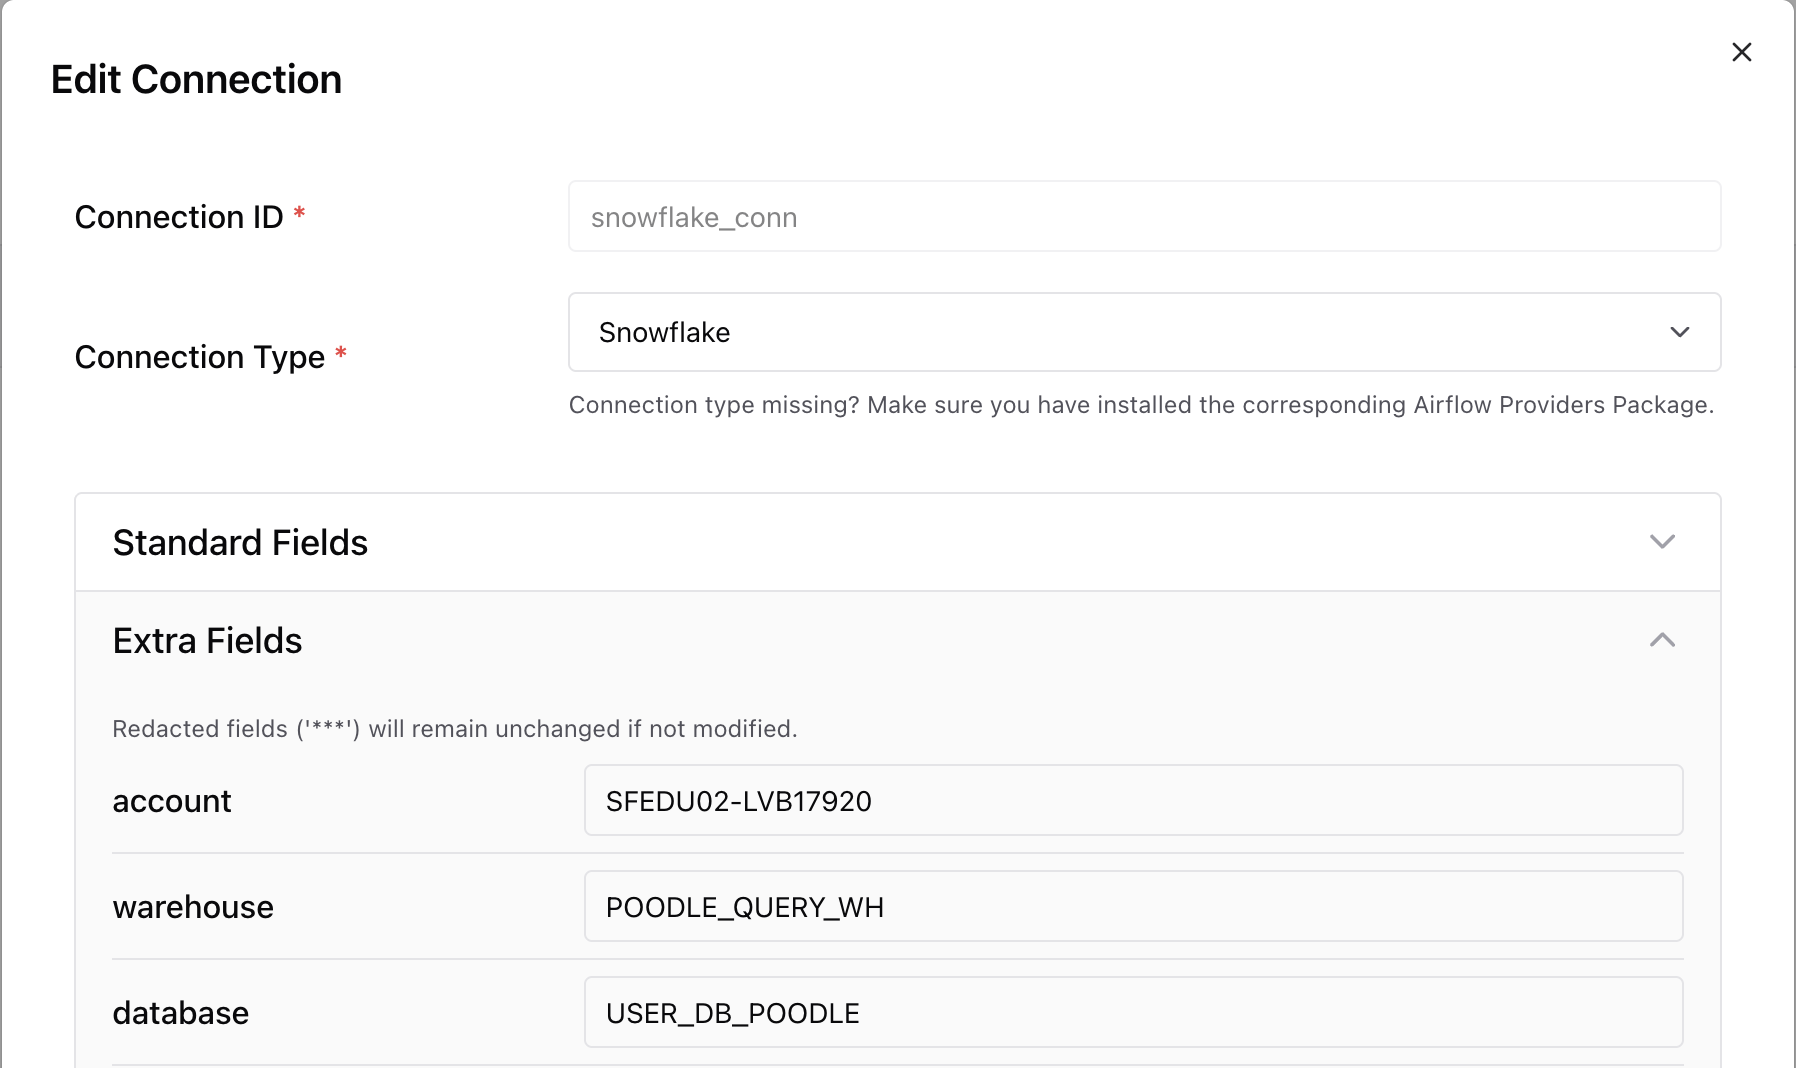 Edit Connection
Connection ID *
snowflake_conn
Connection Type *
Snowflake
Connection type missing? Make sure you have installed the corresponding Airflow Providers Package.
Standard Fields
Extra Fields
Redacted fields ('***') will remain unchanged if not modified.
account
SFEDU02-LVB17920
warehouse
POODLE_QUERY_WH
database
USER_DB_POODLE